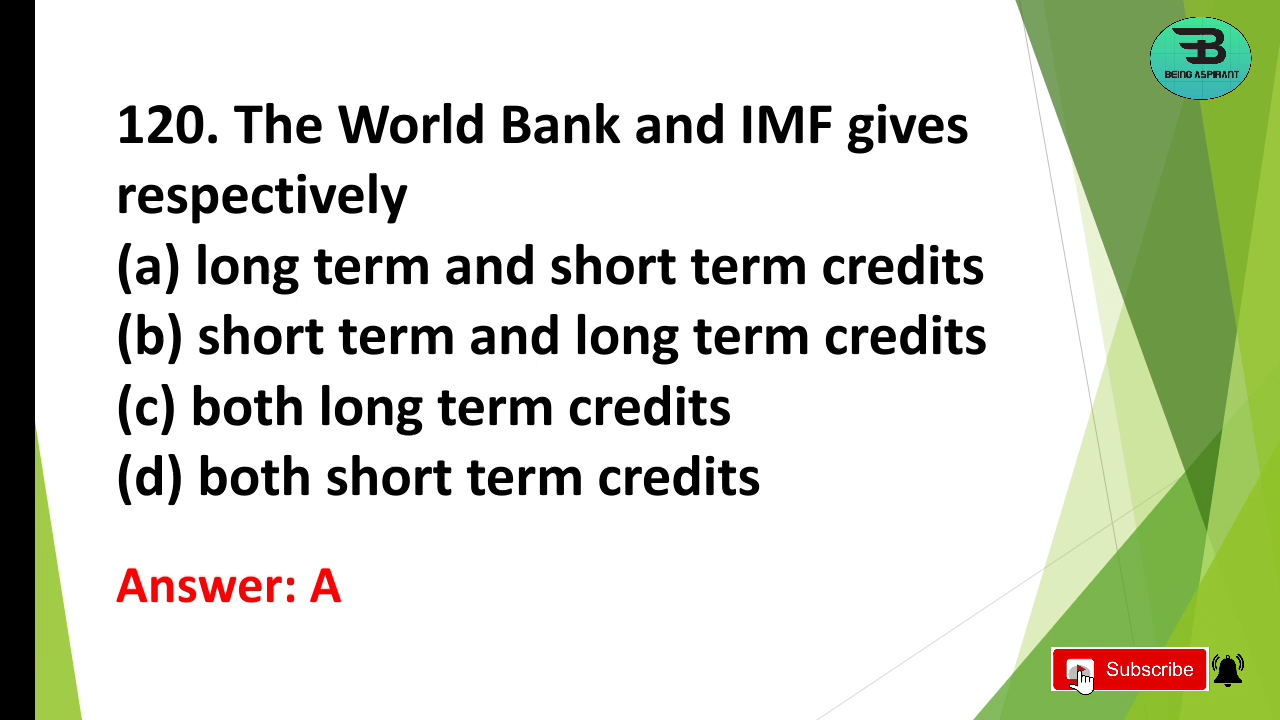 BEING ASPIRANT
120. The World Bank and IMF gives
respectively
(a) long term and short term credits
(b) short term and long term credits
(c) both long term credits
(d) both short term credits
Answer: A
Subscribe